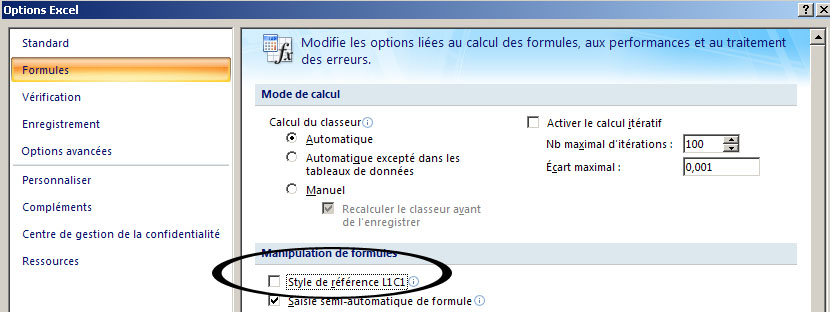 Options Excel
Standard
Formules
Vérification
Enregistrement
Options avancées
Personnaliser
Compléments
Centre de gestion de la confidentialité
Ressources
Modifie les options liées au calcul des formules, aux performances et au traitement
des erreurs.
Mode de calcul
Calcul du classeur
Automatique
Automatique excepté dans les
tableaux de données
Manuel
Recalculer le classeur avant
de l'enregistrer
Activer le calcul itératif
Nb maximal d'itérations : 100
Écart maximal : 0,001
Manipulation de formules
Style de référence L1C1
Saisie semi-automatique de formule